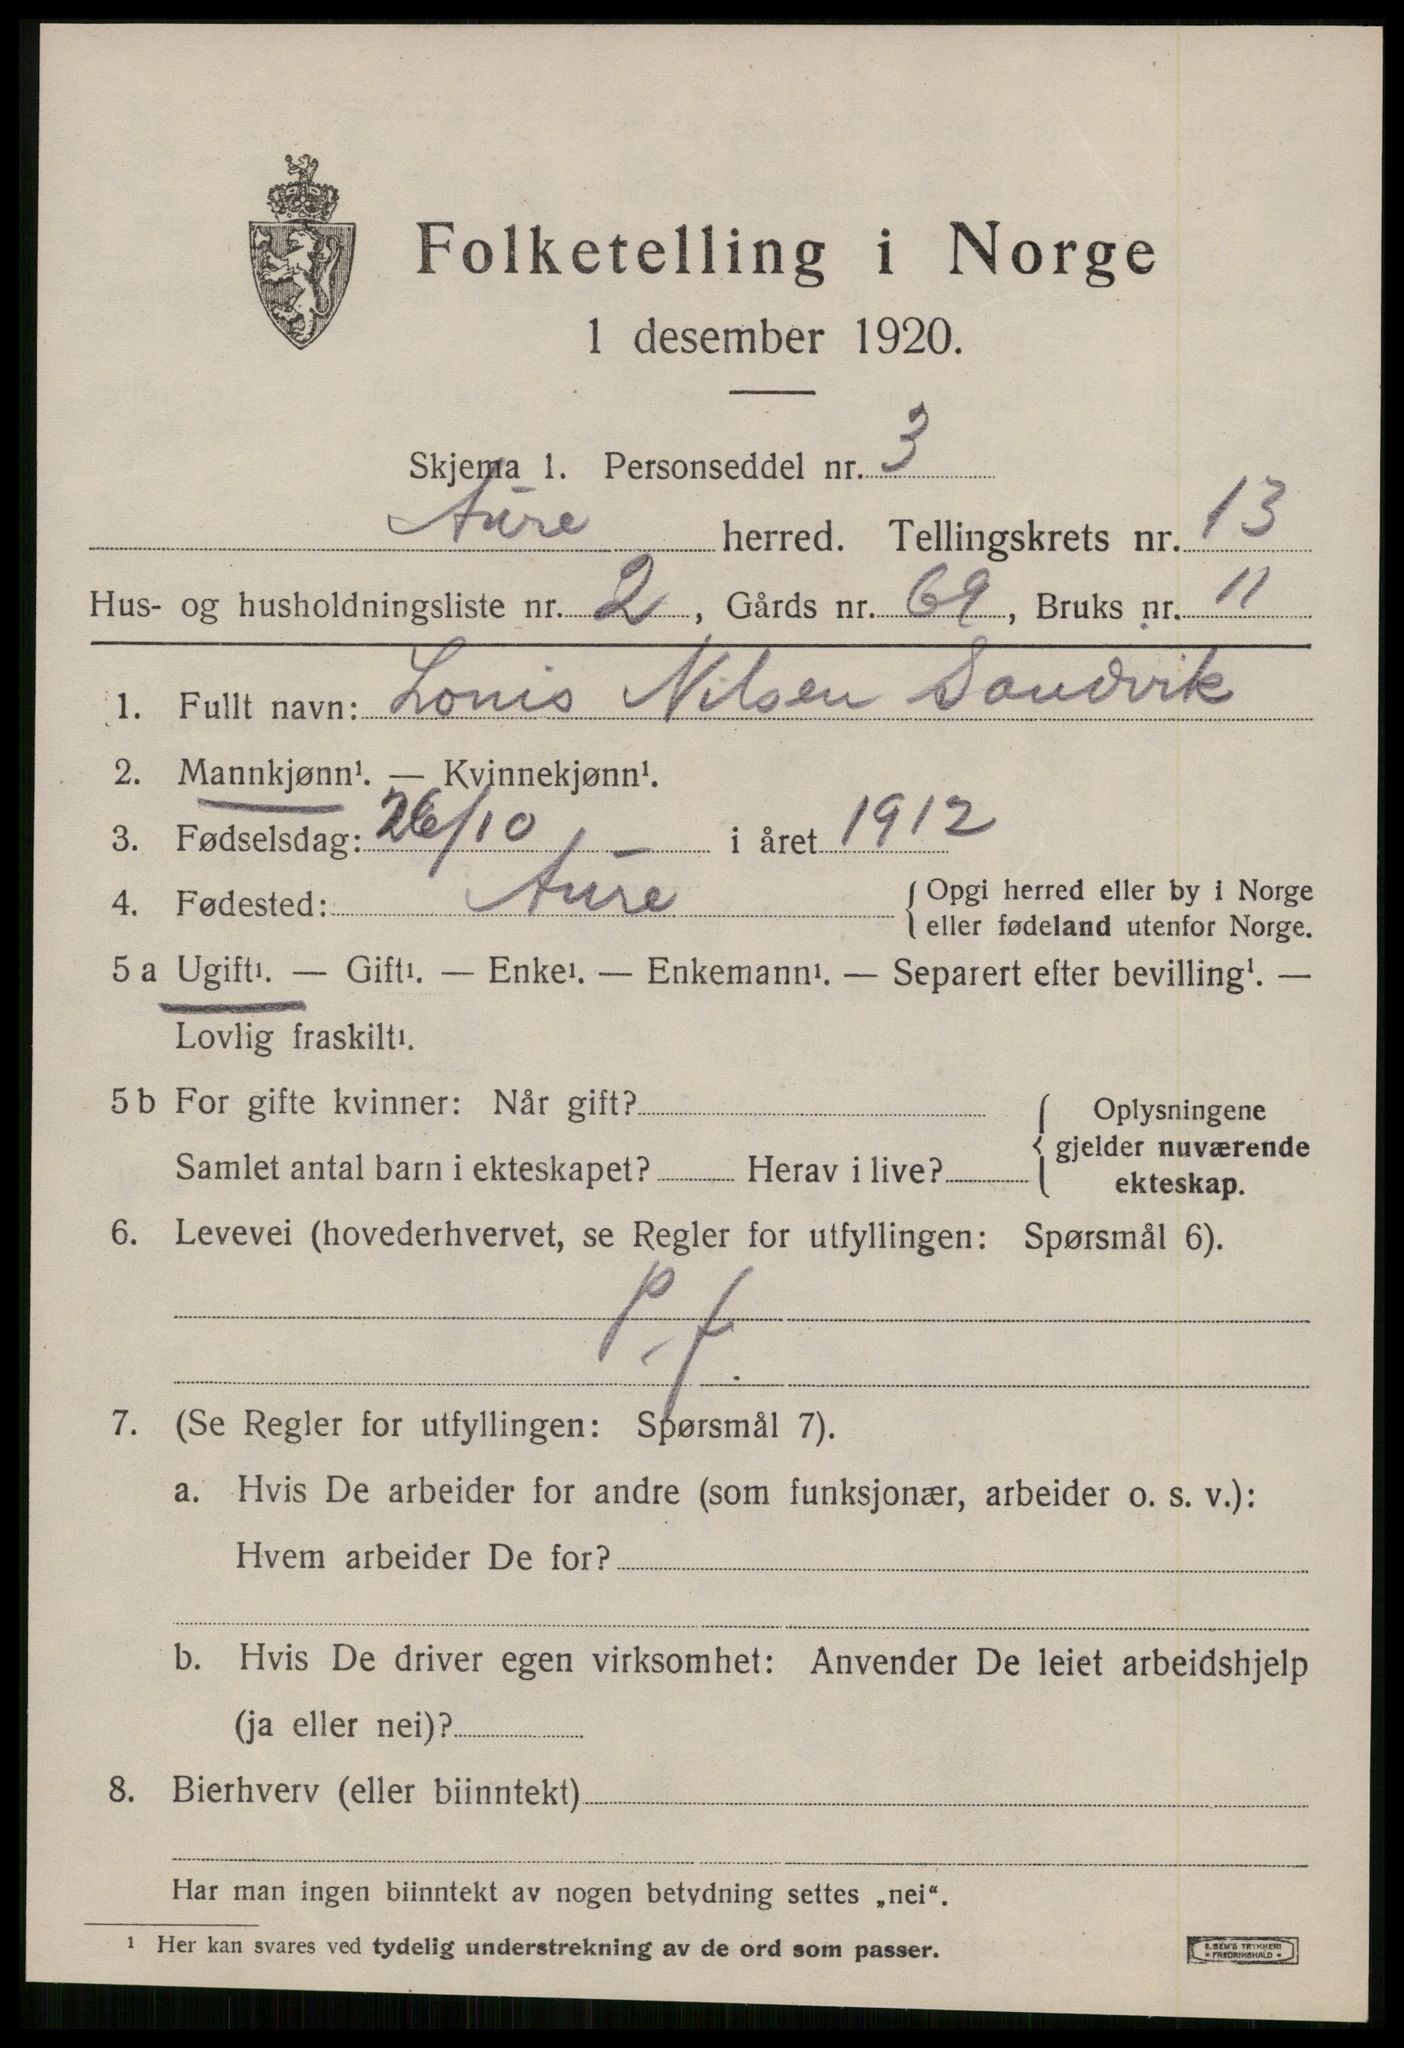 Folketelling i Norge
1 desember 1920.
Skjema 1. Personseddel nr. 3
Aure herred. Tellingskrets nr. 13
Hus- og husholdningsliste nr. 2, Gårds nr. 69, Bruks nr. 11
1. Fullt navn: Louis Nilsen Sandvik
2. Mannkjønn¹. — Kvinnekjønn¹.
3. Fødselsdag: 26/10 i året 1912
4. Fødested: Aure { Opgi herred eller by i Norge
eller fødeland utenfor Norge.
5 a Ugift¹. — Gift¹. — Enke¹. — Enkemann¹. — Separert efter bevilling¹. —
Lovlig fraskilt¹.
5 b For gifte kvinner: Når gift?
Samlet antal barn i ekteskapet? Herav i live?
{ Oplysningene
gjelder nuværende
ekteskap.
6. Levevei (hovederhvervet, se Regler for utfyllingen: Spørsmål 6).
p. f.
7. (Se Regler for utfyllingen: Spørsmål 7).
a. Hvis De arbeider for andre (som funksjonær, arbeider o. s. v.):
Hvem arbeider De for?
b. Hvis De driver egen virksomhet: Anvender De leiet arbeidshjelp
(ja eller nei)?
8. Bierhverv (eller biinntekt)
Har man ingen biinntekt av nogen betydning settes „nei“.
¹ Her kan svares ved tydelig understrekning av de ord som passer.
E. SEM'S TRYKKERI
FREDRIKSHALD